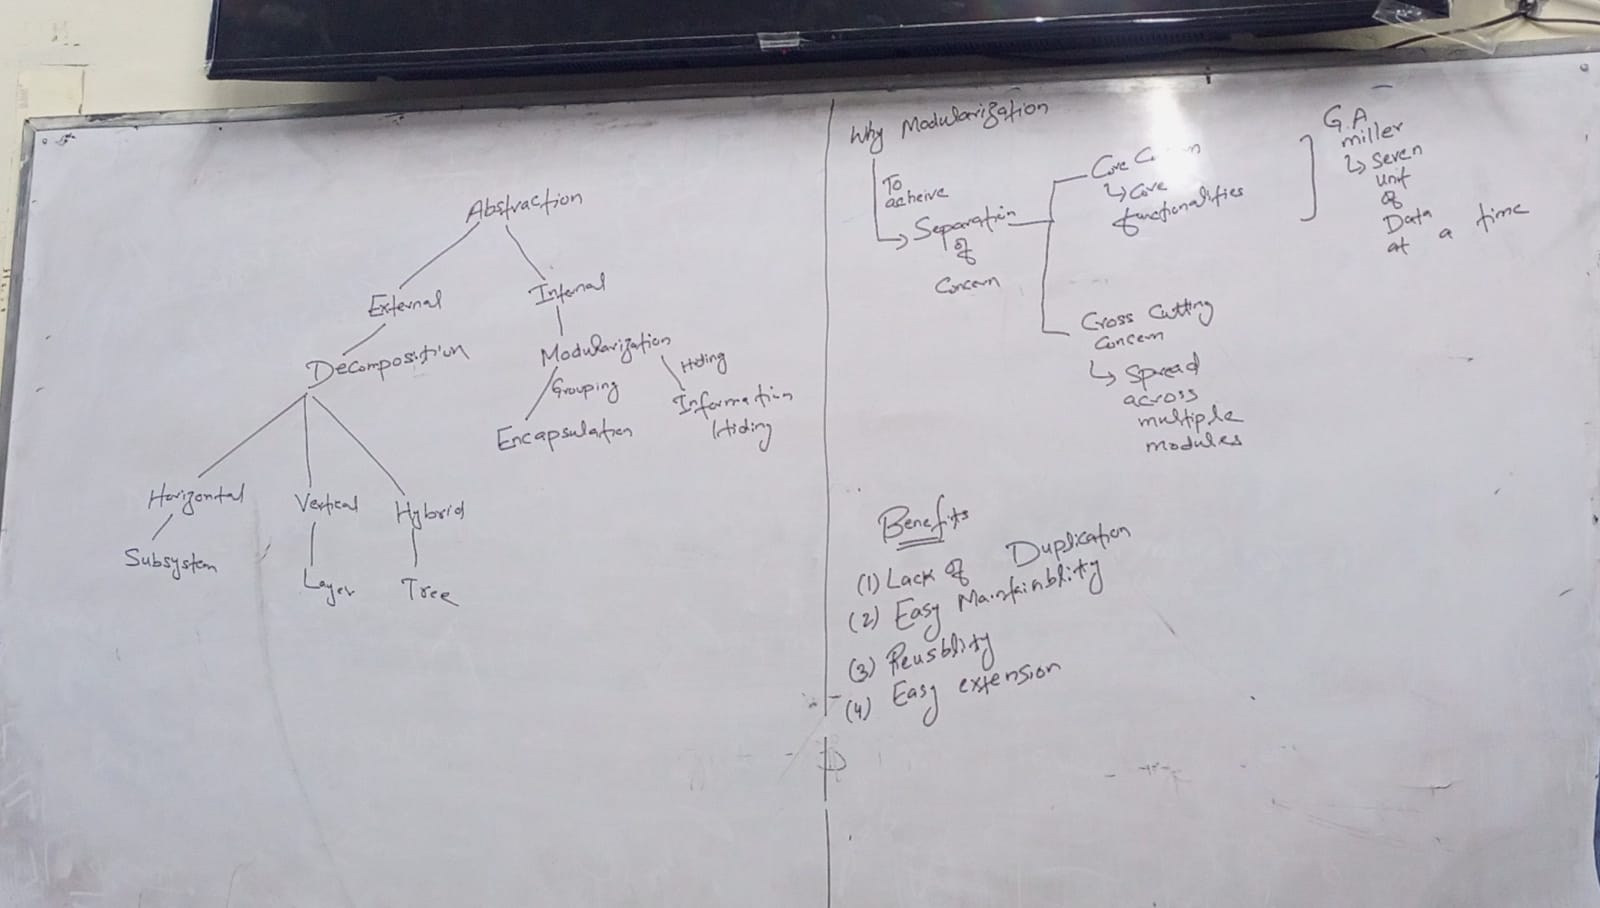 Abstraction
External
Internal
Decomposition
Modularization
Grouping
Hiding
Encapsulation
Information
Hiding
Horizontal
Vertical
Hybrid
Subsystem
Layer
Tree
Why Modularization
To
acheive
Separation
of
Concern
Core
↳ Core
functionalities
Cross Cutting
Concern
↳ Spread
across
multiple
modules
G.A.
miller
↳ Seven
unit
of
Data
at a time
Benefits
(1) Lack of Duplication
(2) Easy Maintainblity
(3) Reusblity
(4) Easy extension